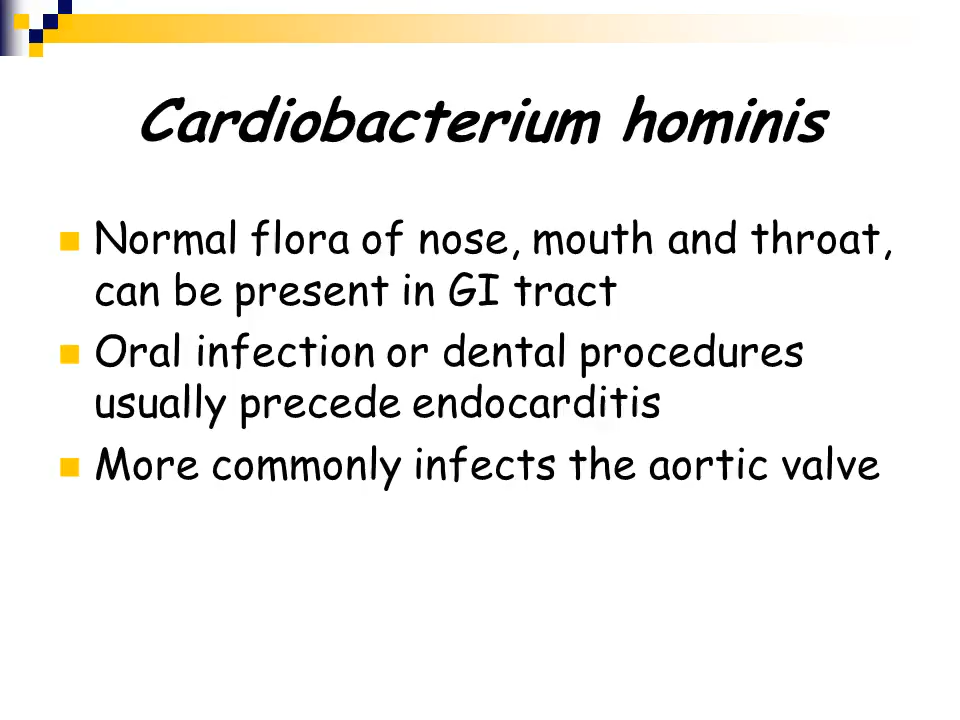 Cardiobacterium hominis
Normal flora of nose, mouth and throat,
can be present in GI tract
Oral infection or dental procedures
usually precede endocarditis
More commonly infects the aortic valve